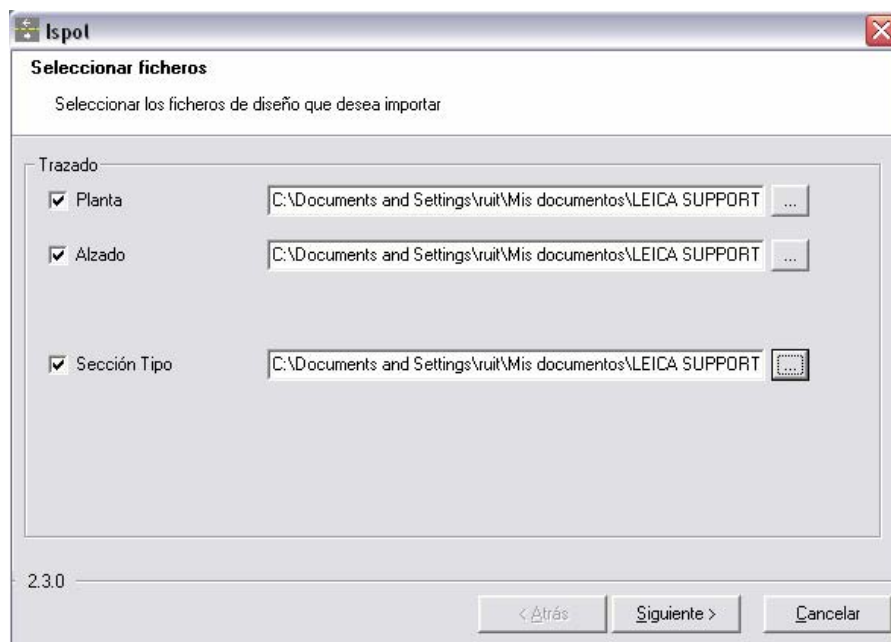 Ispol
Seleccionar ficheros
Seleccionar los ficheros de diseño que desea importar
Trazado
Planta C:\Documents and Settings\ruit\Mis documentos\LEICA SUPPORT ...
Alzado C:\Documents and Settings\ruit\Mis documentos\LEICA SUPPORT ...
Sección Tipo C:\Documents and Settings\ruit\Mis documentos\LEICA SUPPORT ...
2.3.0
< Atrás Siguiente > Cancelar